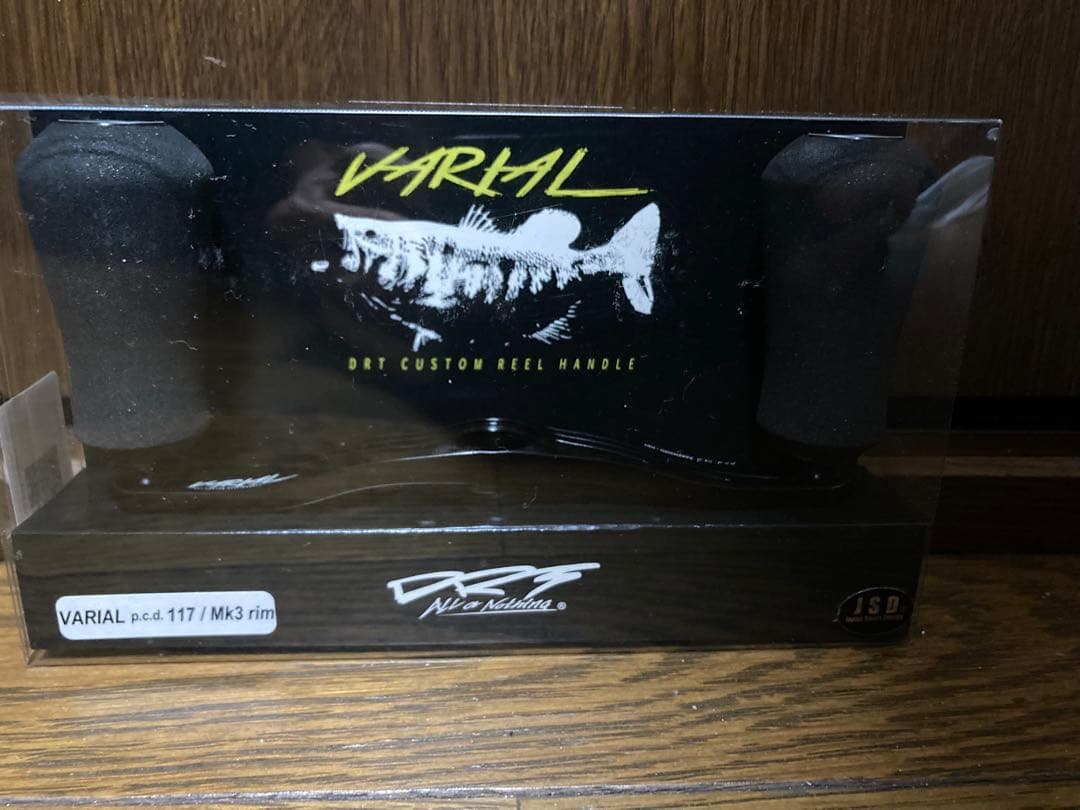 VARIAL
DRT CUSTOM REEL HANDLE
VARIAL
DRT
ALL or Nothing ®
VARIAL p.c.d. 117 / Mk3 rim
JSD